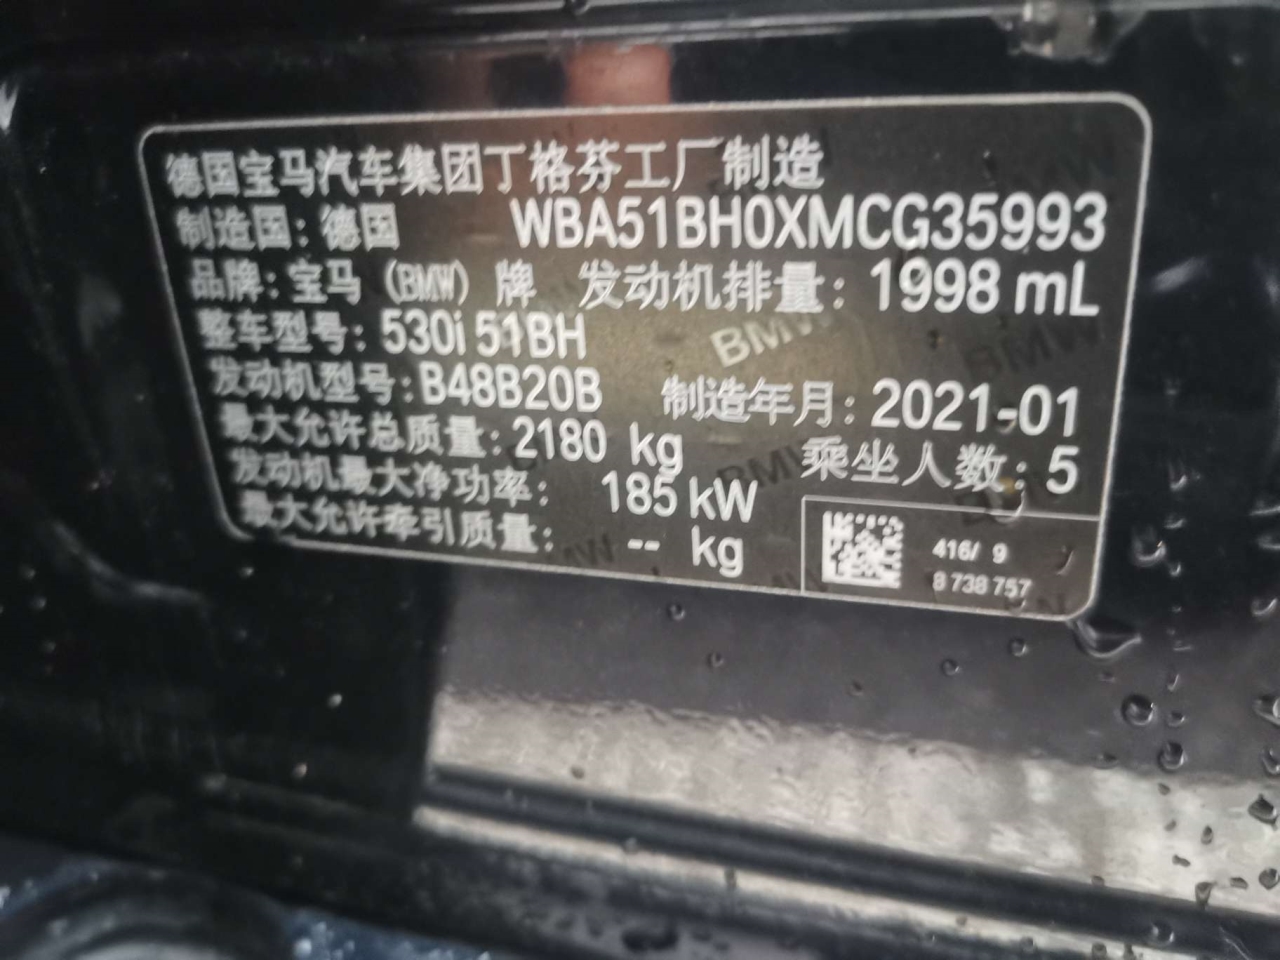 德国宝马汽车集团丁格芬工厂制造
制造国：德国 WBA51BH0XMCG35993
品牌：宝马（BMW）牌 发动机排量：1998 mL
整车型号：530i 51BH
发动机型号：B48B20B 制造年月：2021-01
最大允许总质量：2180 kg 乘坐人数：5
发动机最大净功率： 185 kW
最大允许牵引质量： -- kg
416/ 9
8 738 757
BMW
BMW
BMW
BMW